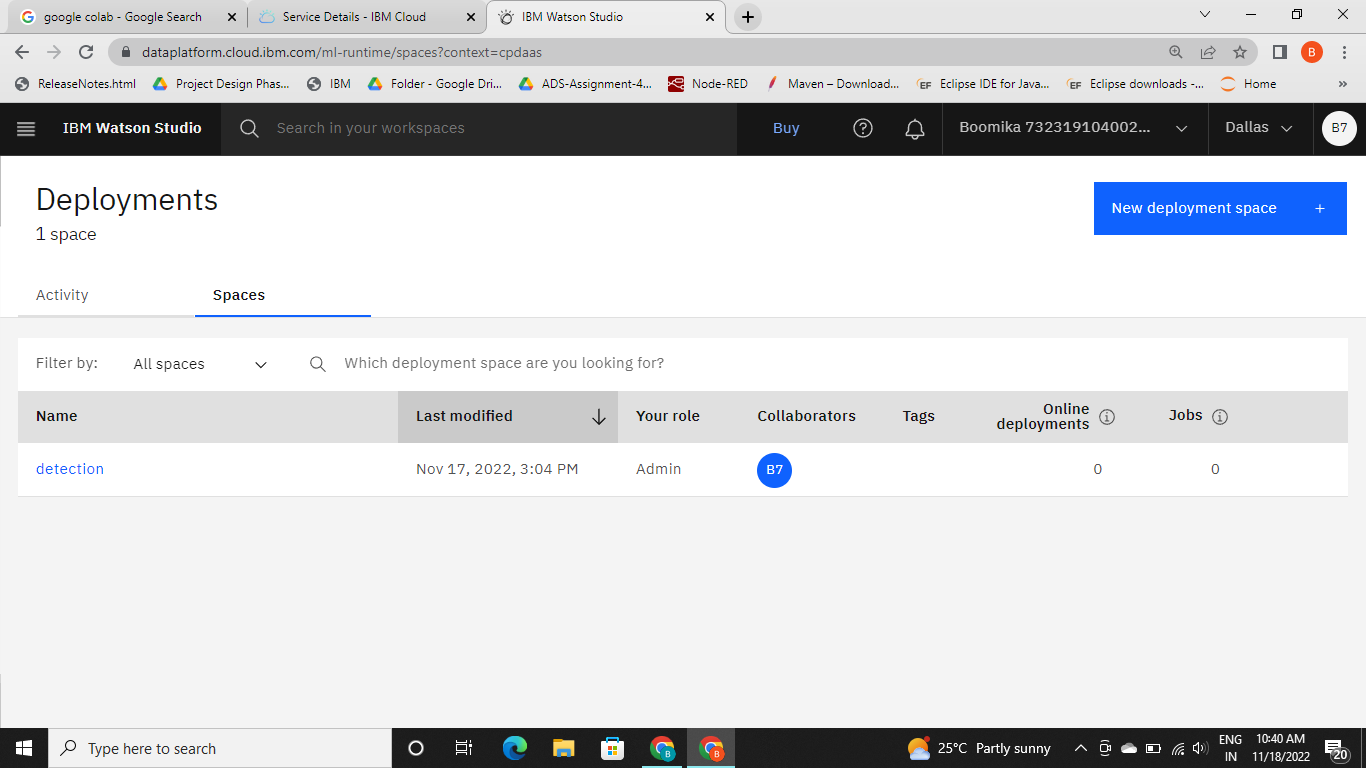 google colab - Google Search
Service Details - IBM Cloud
IBM Watson Studio
dataplatform.cloud.ibm.com/ml-runtime/spaces?context=cpdaas
B
ReleaseNotes.html
Project Design Phas...
IBM
Folder - Google Dri...
ADS-Assignment-4...
Node-RED
Maven – Download...
EF Eclipse IDE for Java...
EF Eclipse downloads -...
Home
»
IBM Watson Studio
Search in your workspaces
Buy
Boomika 732319104002...
Dallas
B7
Deployments
1 space
New deployment space +
Activity
Spaces
Filter by:
All spaces
Which deployment space are you looking for?
Name
Last modified
Your role
Collaborators
Tags
Online
deployments
Jobs
detection
Nov 17, 2022, 3:04 PM
Admin
B7
0
0
Type here to search
B
B
25°C Partly sunny
ENG
IN
10:40 AM
11/18/2022
20